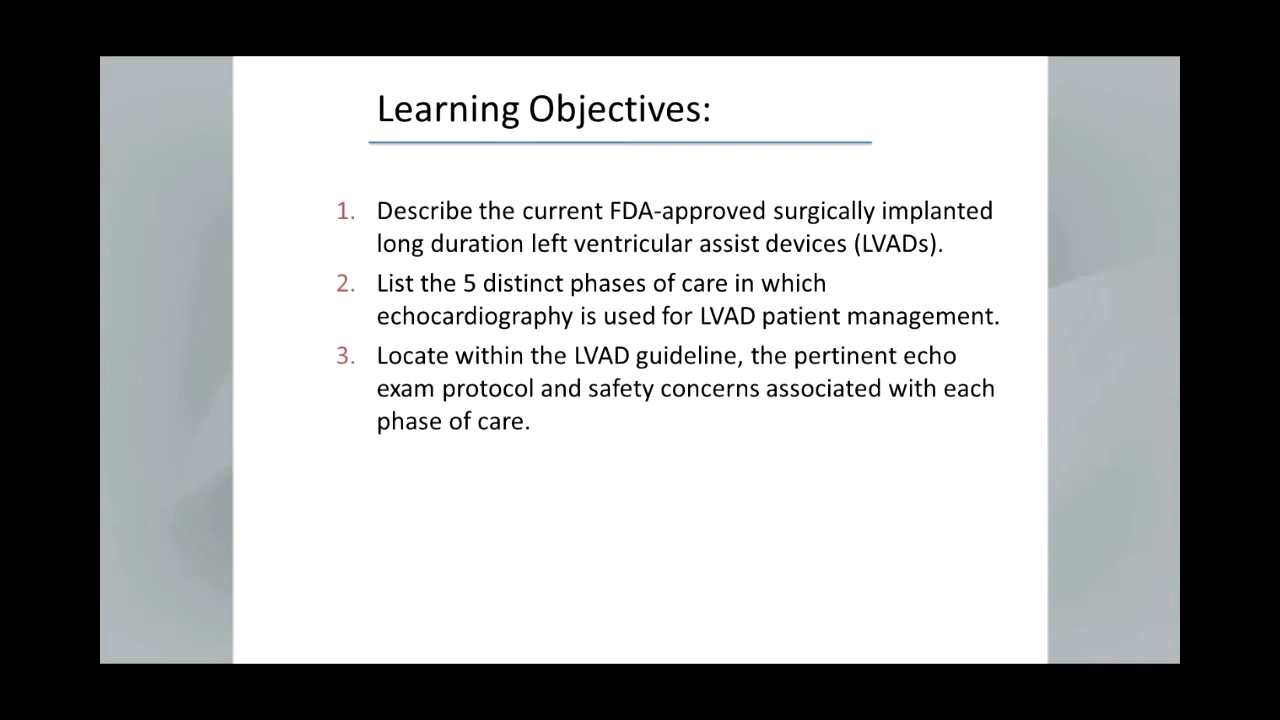 Learning Objectives:
1. Describe the current FDA-approved surgically implanted
long duration left ventricular assist devices (LVADs).
2. List the 5 distinct phases of care in which
echocardiography is used for LVAD patient management.
3. Locate within the LVAD guideline, the pertinent echo
exam protocol and safety concerns associated with each
phase of care.